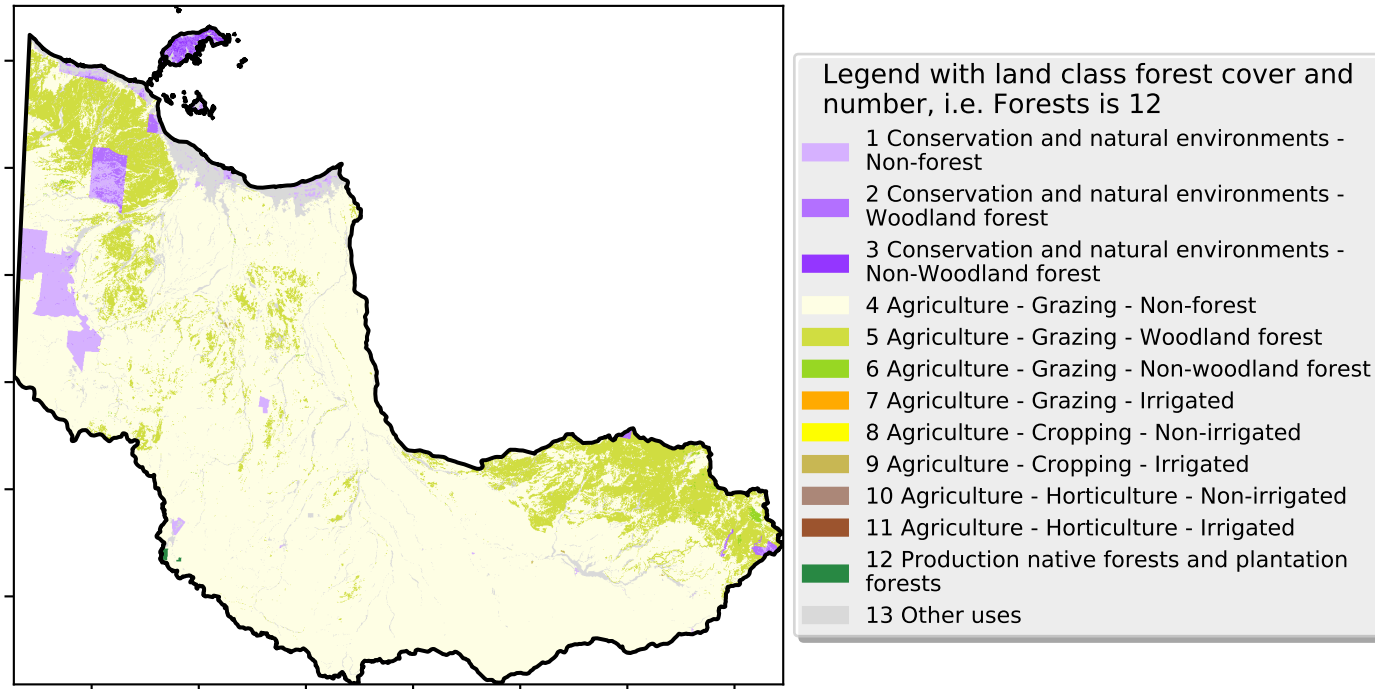 Legend with land class forest cover and
number, i.e. Forests is 12
1 Conservation and natural environments -
Non-forest
2 Conservation and natural environments -
Woodland forest
3 Conservation and natural environments -
Non-Woodland forest
4 Agriculture - Grazing - Non-forest
5 Agriculture - Grazing - Woodland forest
6 Agriculture - Grazing - Non-woodland forest
7 Agriculture - Grazing - Irrigated
8 Agriculture - Cropping - Non-irrigated
9 Agriculture - Cropping - Irrigated
10 Agriculture - Horticulture - Non-irrigated
11 Agriculture - Horticulture - Irrigated
12 Production native forests and plantation
forests
13 Other uses